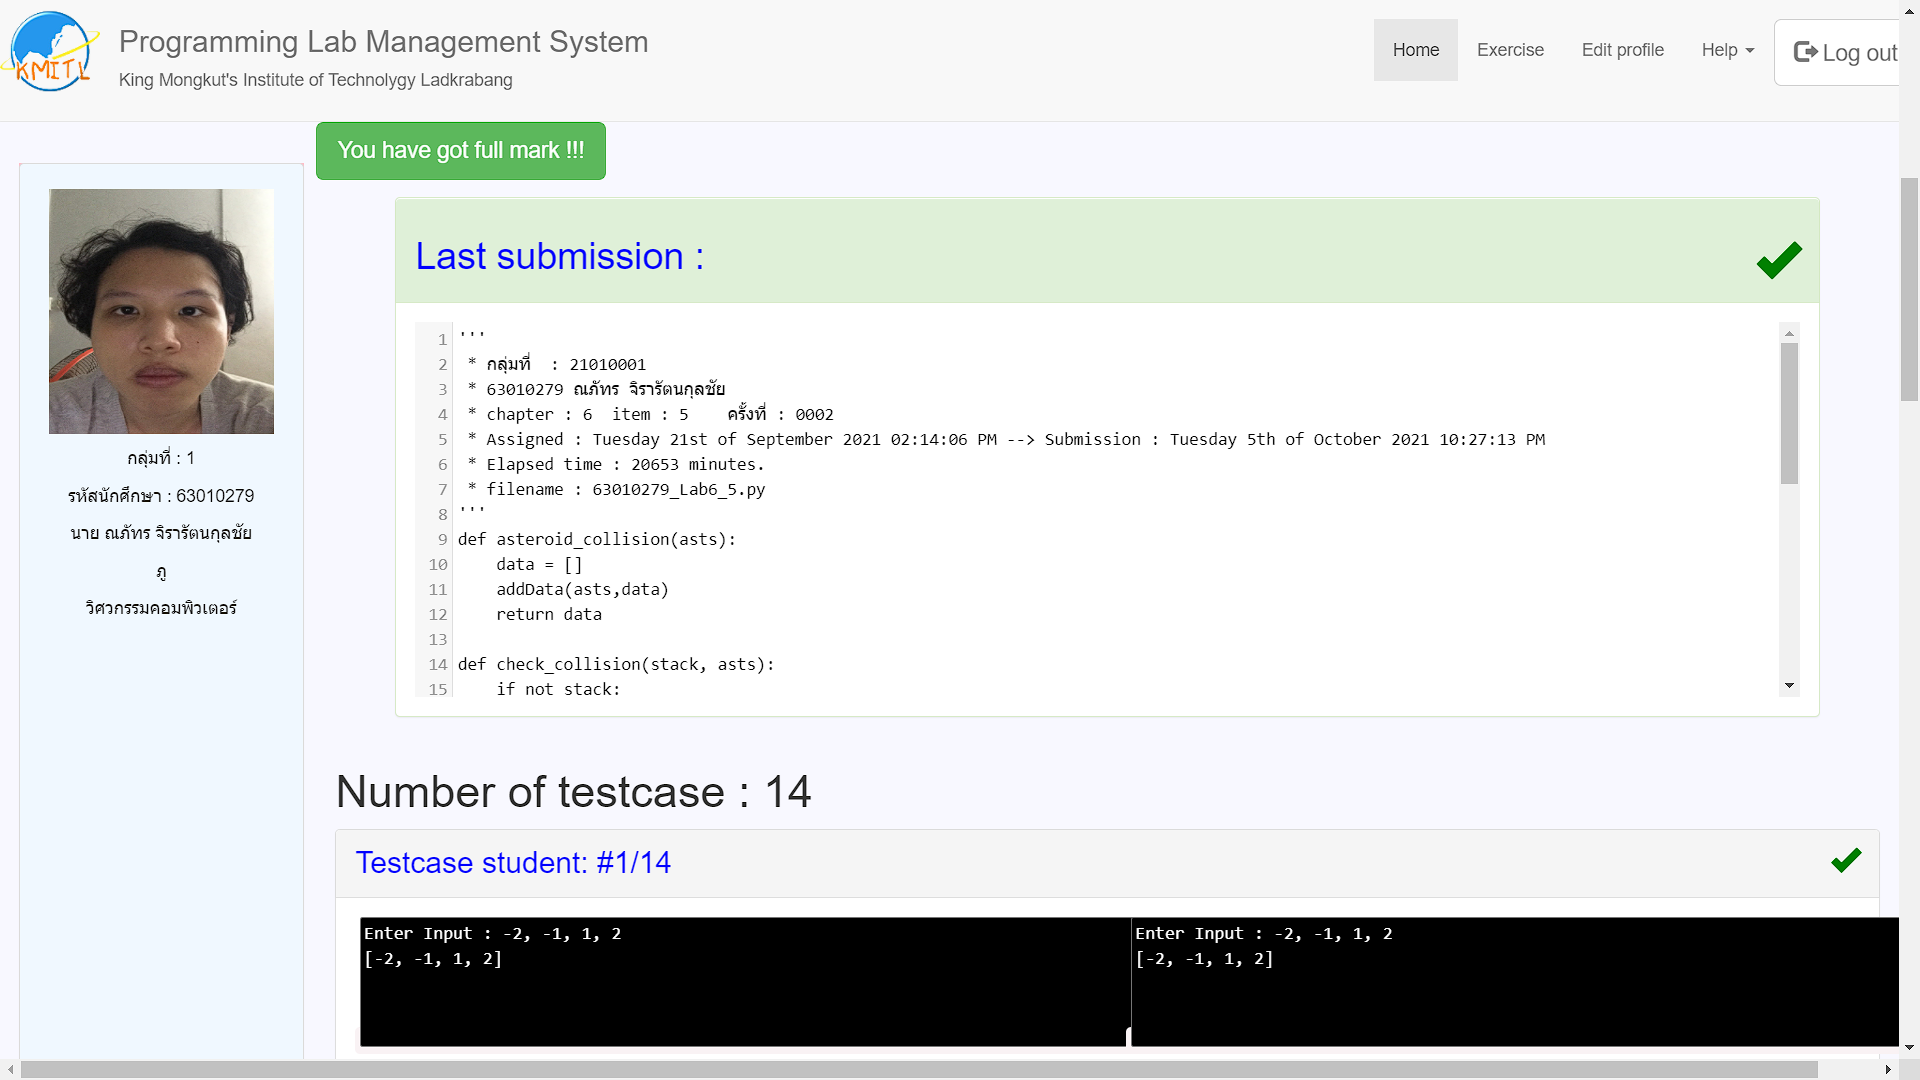 KMITL
Programming Lab Management System
King Mongkut's Institute of Technolygy Ladkrabang
Home
Exercise
Edit profile
Help
Log out
You have got full mark !!!
กลุ่มที่ : 1
รหัสนักศึกษา : 63010279
นาย ณภัทร จิรารัตนกุลชัย
ภู
วิศวกรรมคอมพิวเตอร์
Last submission :
1 '''
2 * กลุ่มที่ : 21010001
3 * 63010279 ณภัทร จิรารัตนกุลชัย
4 * chapter : 6 item : 5 ครั้งที่ : 0002
5 * Assigned : Tuesday 21st of September 2021 02:14:06 PM --> Submission : Tuesday 5th of October 2021 10:27:13 PM
6 * Elapsed time : 20653 minutes.
7 * filename : 63010279_Lab6_5.py
8 '''
9 def asteroid_collision(asts):
10 data = []
11 addData(asts,data)
12 return data
13
14 def check_collision(stack, asts):
15 if not stack:
Number of testcase : 14
Testcase student: #1/14
Enter Input : -2, -1, 1, 2
[-2, -1, 1, 2]
Enter Input : -2, -1, 1, 2
[-2, -1, 1, 2]